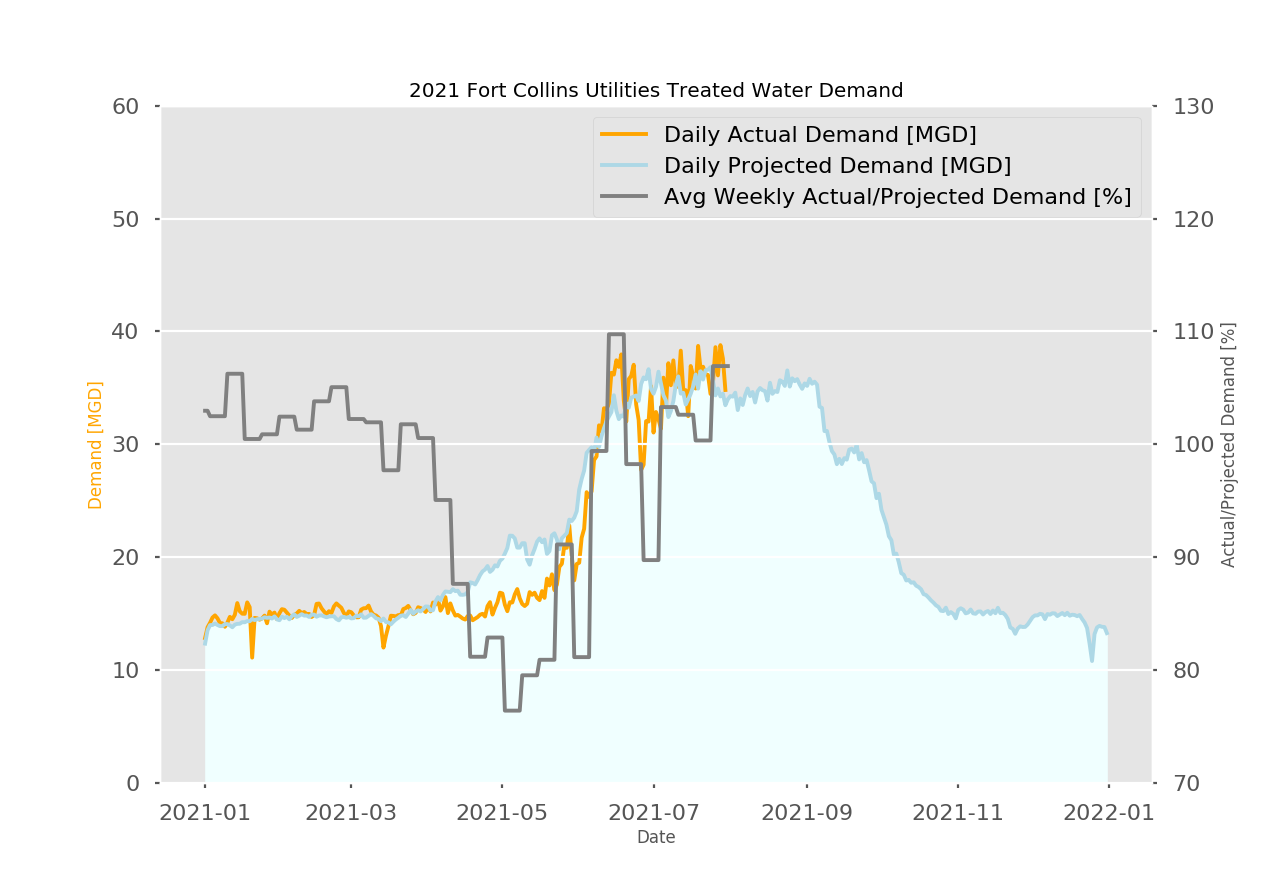 2021 Fort Collins Utilities Treated Water Demand
Daily Actual Demand [MGD]
Daily Projected Demand [MGD]
Avg Weekly Actual/Projected Demand [%]
60
50
40
30
20
10
0
Demand [MGD]
130
120
110
100
90
80
70
Actual/Projected Demand [%]
2021-01 2021-03 2021-05 2021-07 2021-09 2021-11 2022-01
Date